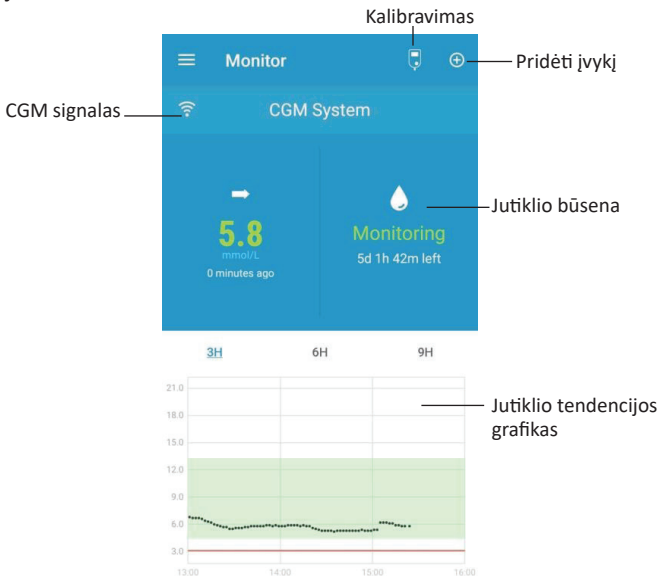 Kalibravimas
Monitor
Pridėti įvykį
CGM signalas
CGM System
5.8
mmol/L
0 minutes ago
Jutiklio būsena
Monitoring
5d 1h 42m left
3H 6H 9H
Jutiklio tendencijos
grafikas
21.0
18.0
15.0
12.0
9.0
6.0
3.0
13:00 14:00 15:00 16:00